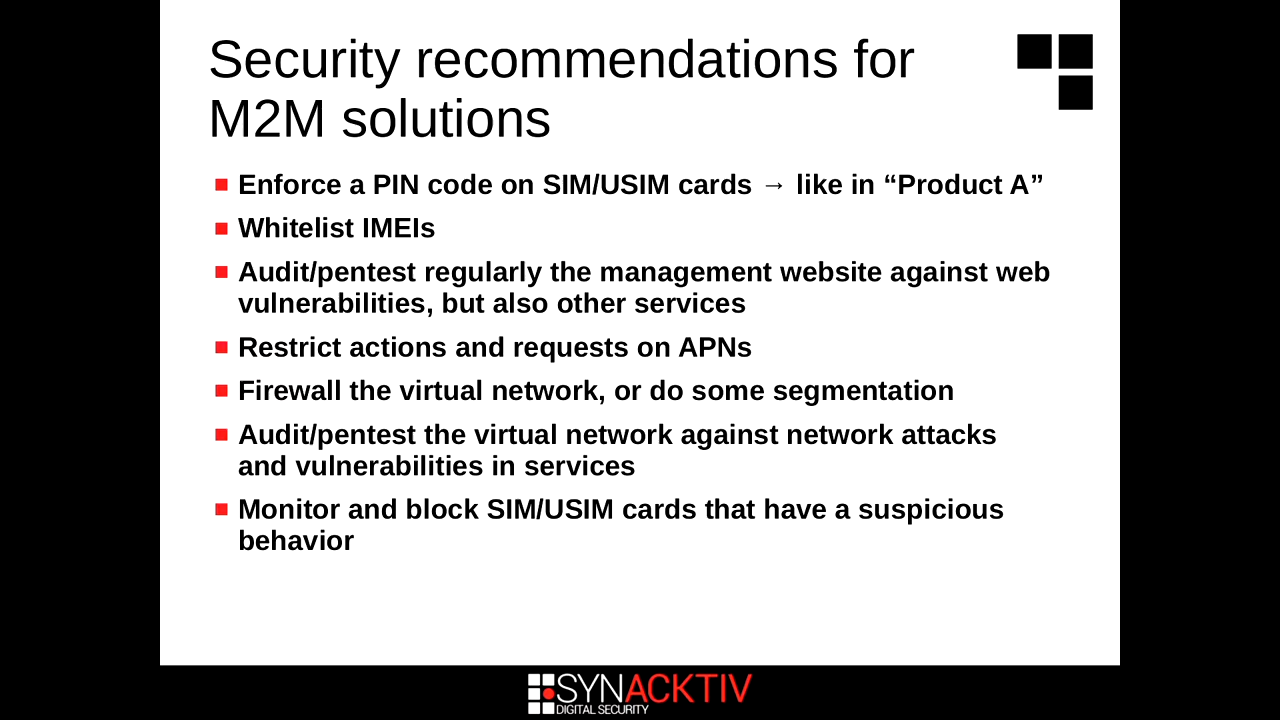 Security recommendations for
M2M solutions
Enforce a PIN code on SIM/USIM cards → like in “Product A”
Whitelist IMEIs
Audit/pentest regularly the management website against web
vulnerabilities, but also other services
Restrict actions and requests on APNs
Firewall the virtual network, or do some segmentation
Audit/pentest the virtual network against network attacks
and vulnerabilities in services
Monitor and block SIM/USIM cards that have a suspicious
behavior
SYNACKTIV
DIGITAL SECURITY